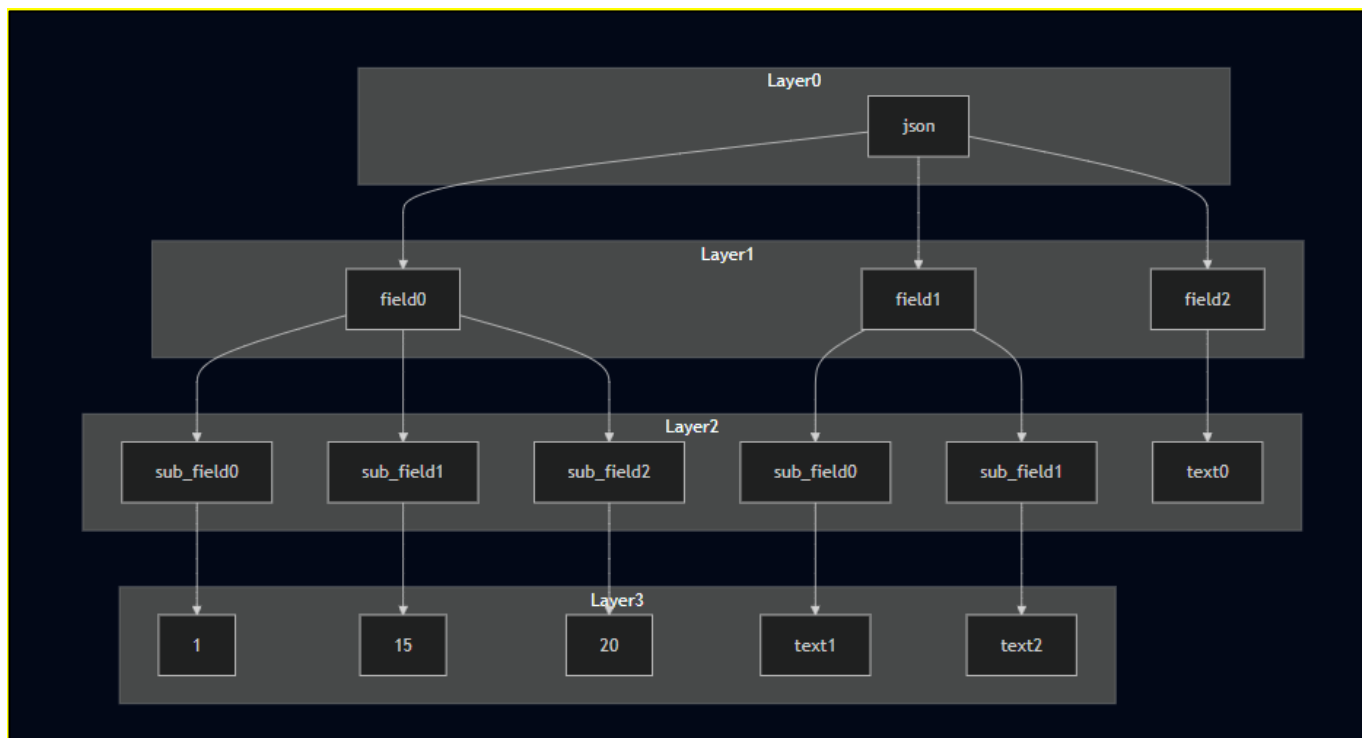 Layer0
json
Layer1
field0
field1
field2
Layer2
sub_field0
sub_field1
sub_field2
sub_field0
sub_field1
text0
Layer3
1
15
20
text1
text2